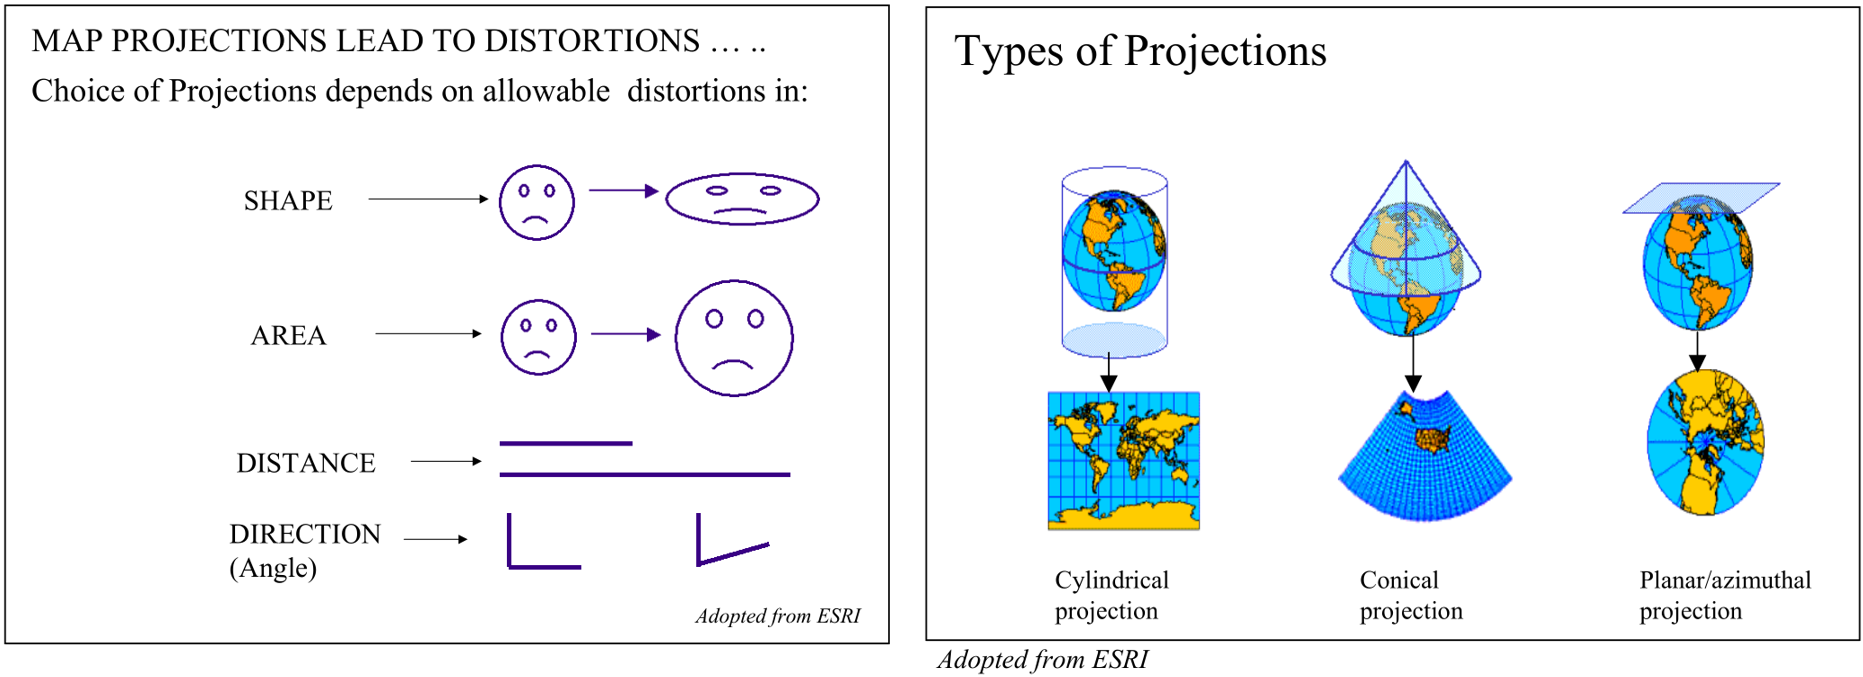 MAP PROJECTIONS LEAD TO DISTORTIONS … ..
Choice of Projections depends on allowable distortions in:
SHAPE
AREA
DISTANCE
DIRECTION
(Angle)
Adopted from ESRI
Types of Projections
Cylindrical
projection
Conical
projection
Planar/azimuthal
projection
Adopted from ESRI